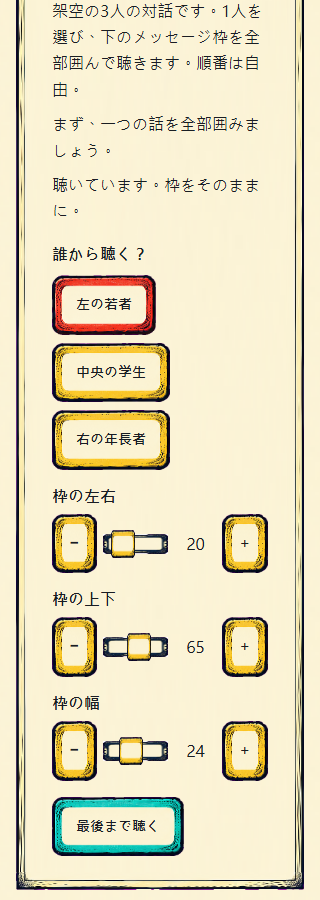 架空の3人の対話です。1人を
選び、下のメッセージ枠を全
部囲んで聴きます。順番は自
由。
まず、一つの話を全部囲みま
しょう。
聴いています。枠をそのまま
に。
誰から聴く？
左の若者
中央の学生
右の年長者
枠の左右
− 20 +
枠の上下
− 65 +
枠の幅
− 24 +
最後まで聴く